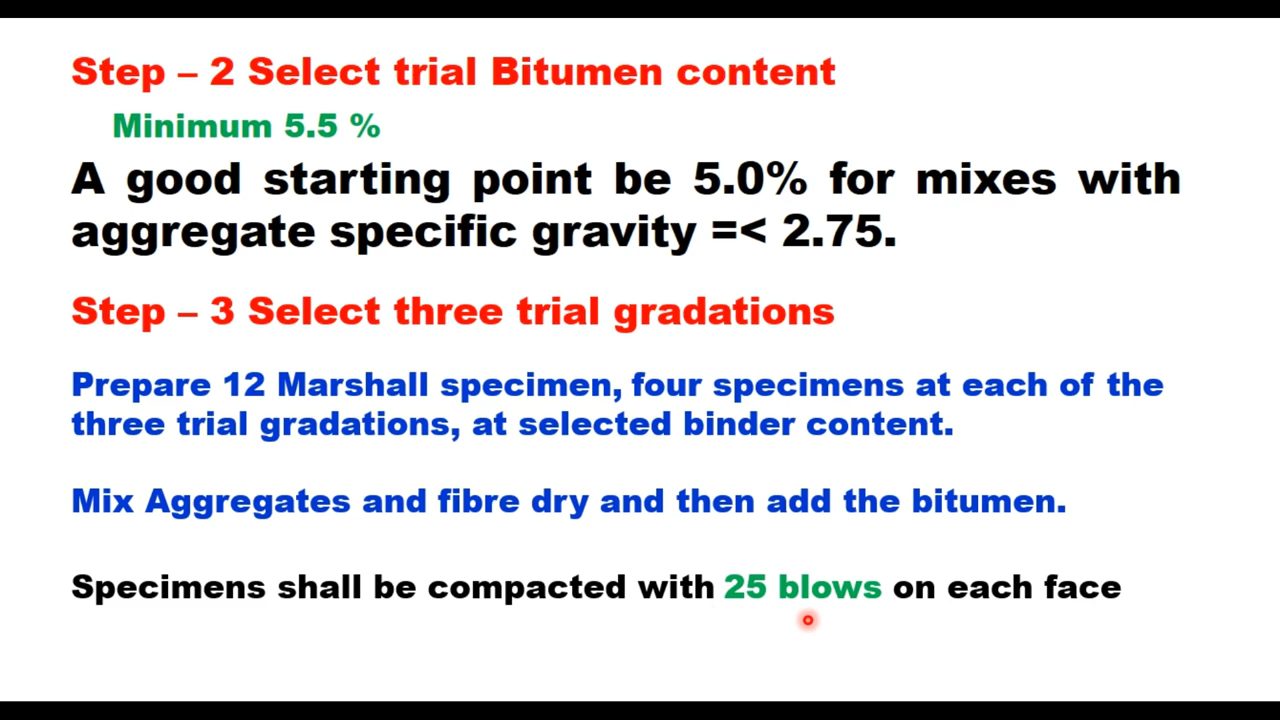 Step – 2 Select trial Bitumen content
Minimum 5.5 %
A good starting point be 5.0% for mixes with
aggregate specific gravity =< 2.75.
Step – 3 Select three trial gradations
Prepare 12 Marshall specimen, four specimens at each of the
three trial gradations, at selected binder content.
Mix Aggregates and fibre dry and then add the bitumen.
Specimens shall be compacted with 25 blows on each face